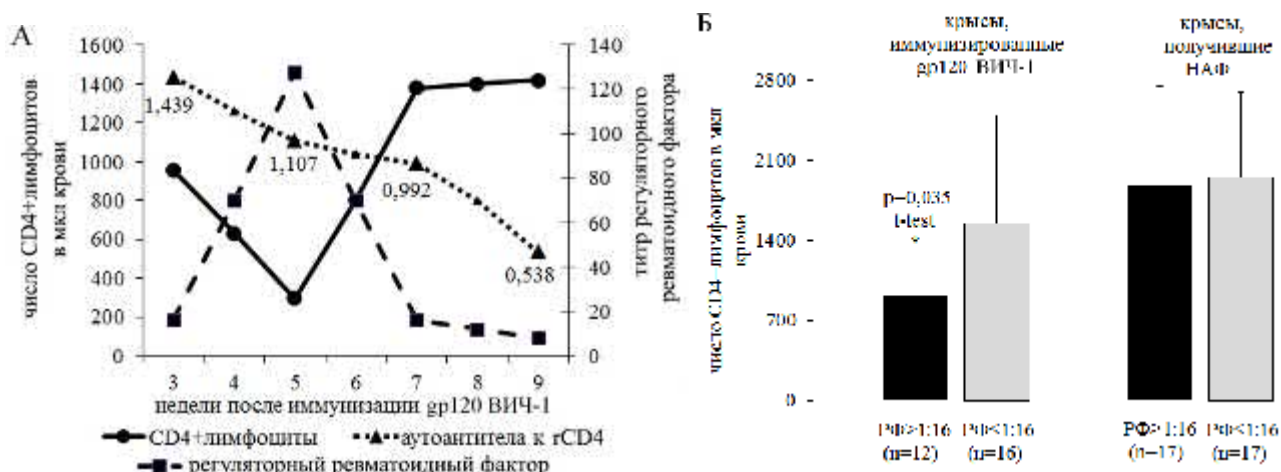 А
1600
1400
1200
1000
800
600
400
200
0
число CD4+лимфоцитов
в мкл крови
1,439
1,107
0,992
0,538
140
120
100
80
60
40
20
0
титр регуляторного
ревматоидного фактора
3 4 5 6 7 8 9
недели после иммунизации gp120 ВИЧ-1
CD4+лимфоциты
аутоантитела к rCD4
регуляторный ревматоидный фактор
Б
крысы,
иммунизированные
gp120 ВИЧ-1
крысы,
получившие
НАФ
2800
2100
1400
700
0
число CD4+лимфоцитов в мкл
крови
p=0,035
t-test
*
РФ>1:16
(n=12)
РФ<1:16
(n=16)
РФ>1:16
(n=17)
РФ<1:16
(n=17)